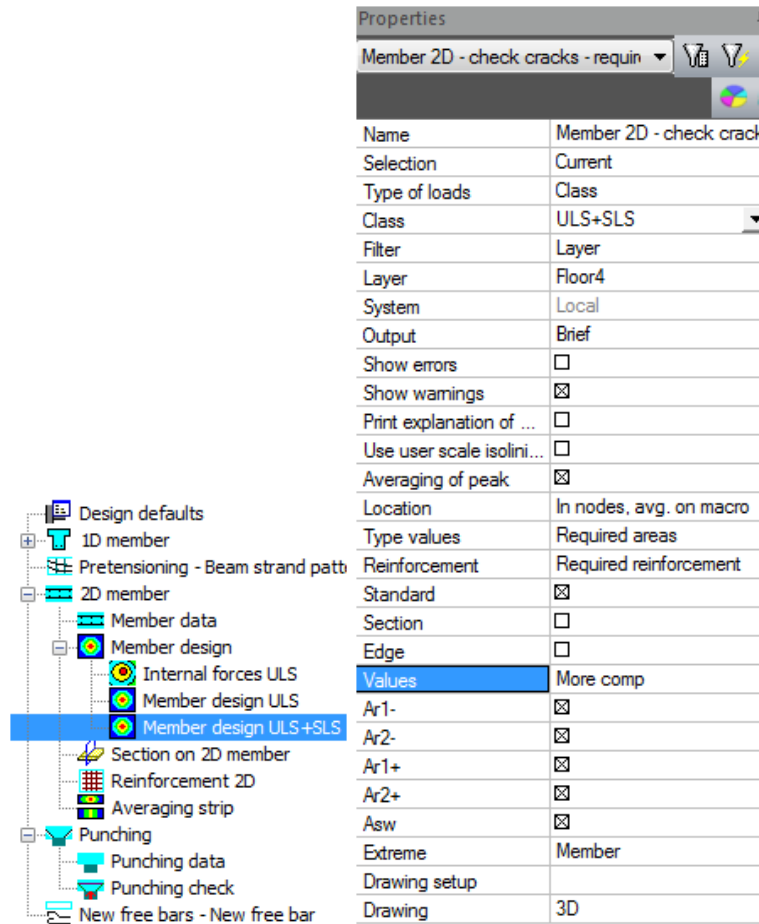 Properties
Member 2D - check cracks - requir
Name Member 2D - check crack
Selection Current
Type of loads Class
Class ULS+SLS
Filter Layer
Layer Floor4
System Local
Output Brief
Show errors
Show warnings
Print explanation of ...
Use user scale isolini...
Averaging of peak
Location In nodes, avg. on macro
Type values Required areas
Reinforcement Required reinforcement
Standard
Section
Edge
Values More comp
Ar1-
Ar2-
Ar1+
Ar2+
Asw
Extreme Member
Drawing setup
Drawing 3D
Design defaults
1D member
Pretensioning - Beam strand patt
2D member
Member data
Member design
Internal forces ULS
Member design ULS
Member design ULS+SLS
Section on 2D member
Reinforcement 2D
Averaging strip
Punching
Punching data
Punching check
New free bars - New free bar